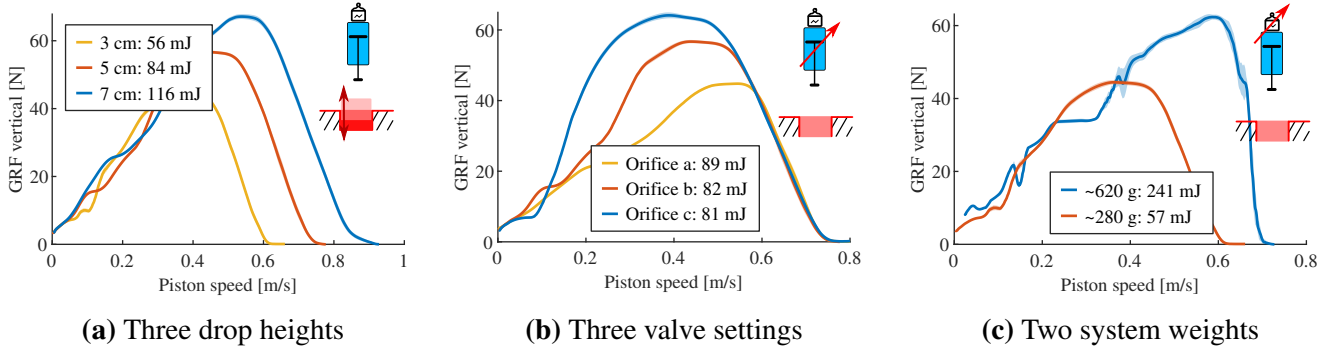 GRF vertical [N]
60
40
20
0
3 cm: 56 mJ
5 cm: 84 mJ
7 cm: 116 mJ
0 0.2 0.4 0.6 0.8 1
Piston speed [m/s]
(a) Three drop heights
GRF vertical [N]
60
40
20
0
Orifice a: 89 mJ
Orifice b: 82 mJ
Orifice c: 81 mJ
0 0.2 0.4 0.6 0.8
Piston speed [m/s]
(b) Three valve settings
GRF vertical [N]
60
40
20
0
~620 g: 241 mJ
~280 g: 57 mJ
0 0.2 0.4 0.6 0.8
Piston speed [m/s]
(c) Two system weights